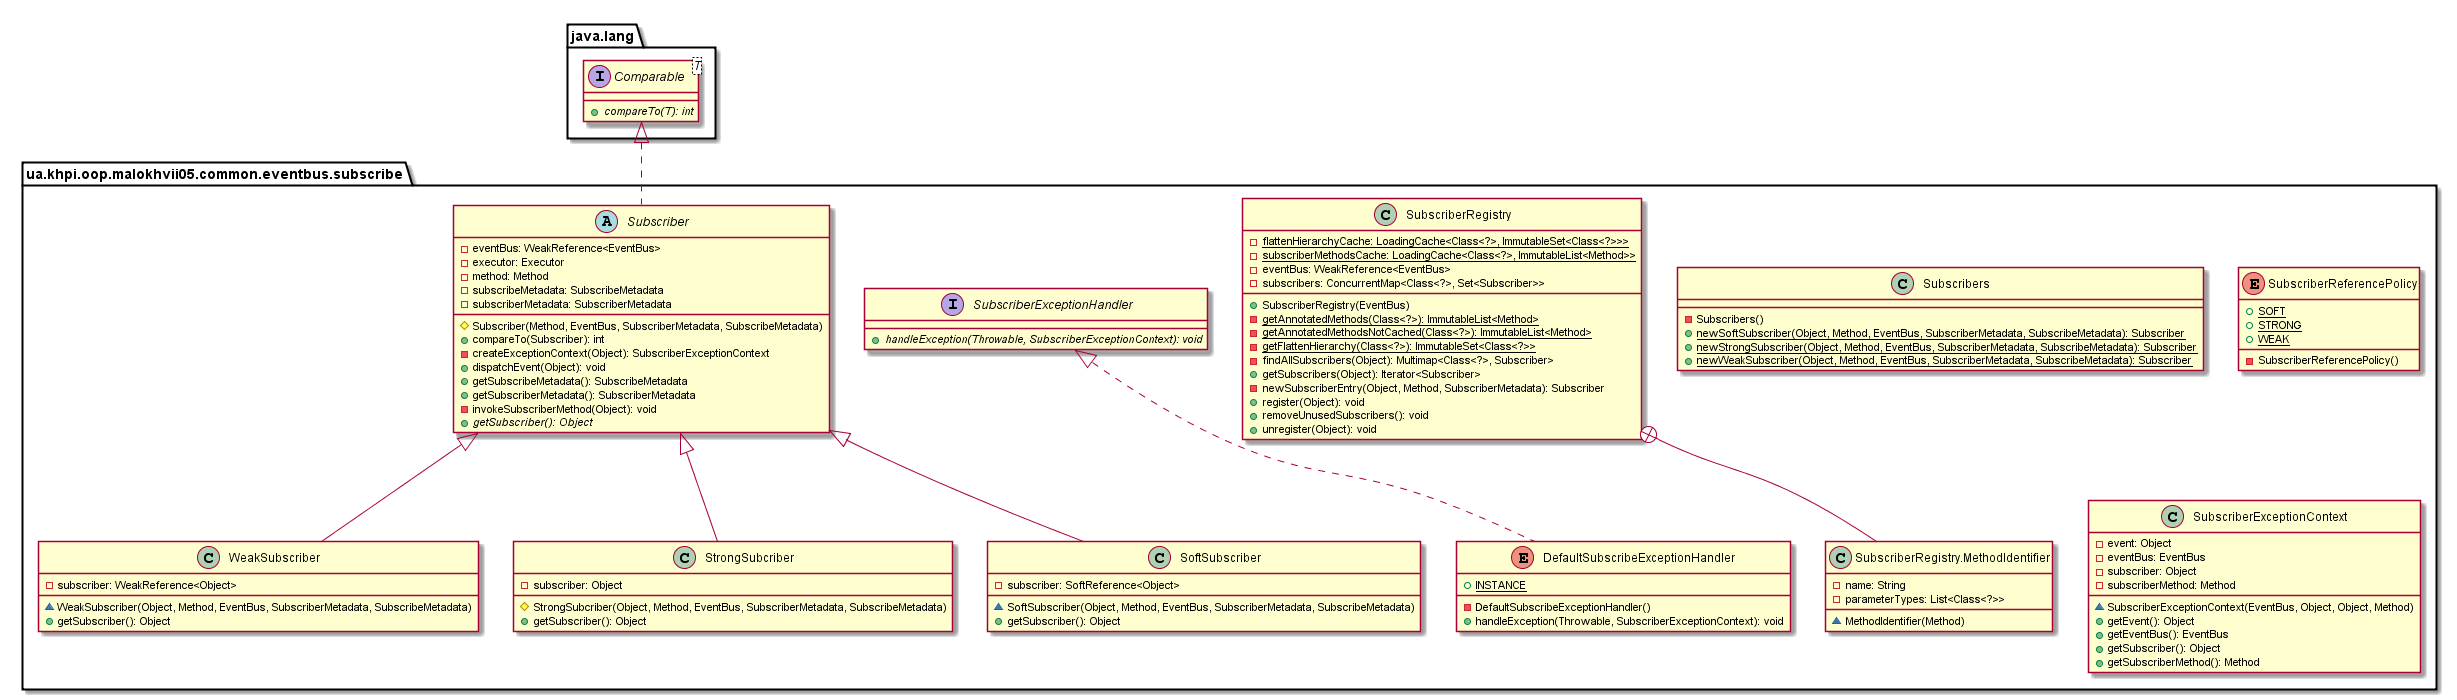 java.lang
I Comparable T
compareTo(T): int
ua.khpi.oop.malokhvii05.common.eventbus.subscribe
A Subscriber
eventBus: WeakReference<EventBus>
executor: Executor
method: Method
subscribeMetadata: SubscribeMetadata
subscriberMetadata: SubscriberMetadata
Subscriber(Method, EventBus, SubscriberMetadata, SubscribeMetadata)
compareTo(Subscriber): int
createExceptionContext(Object): SubscriberExceptionContext
dispatchEvent(Object): void
getSubscribeMetadata(): SubscribeMetadata
getSubscriberMetadata(): SubscriberMetadata
invokeSubscriberMethod(Object): void
getSubscriber(): Object
I SubscriberExceptionHandler
handleException(Throwable, SubscriberExceptionContext): void
C SubscriberRegistry
flattenHierarchyCache: LoadingCache<Class<?>, ImmutableSet<Class<?>>>
subscriberMethodsCache: LoadingCache<Class<?>, ImmutableList<Method>>
eventBus: WeakReference<EventBus>
subscribers: ConcurrentMap<Class<?>, Set<Subscriber>>
SubscriberRegistry(EventBus)
getAnnotatedMethods(Class<?>): ImmutableList<Method>
getAnnotatedMethodsNotCached(Class<?>): ImmutableList<Method>
getFlattenHierarchy(Class<?>): ImmutableSet<Class<?>>
findAllSubscribers(Object): Multimap<Class<?>, Subscriber>
getSubscribers(Object): Iterator<Subscriber>
newSubscriberEntry(Object, Method, SubscriberMetadata): Subscriber
register(Object): void
removeUnusedSubscribers(): void
unregister(Object): void
C Subscribers
Subscribers()
newSoftSubscriber(Object, Method, EventBus, SubscriberMetadata, SubscribeMetadata): Subscriber
newStrongSubscriber(Object, Method, EventBus, SubscriberMetadata, SubscribeMetadata): Subscriber
newWeakSubscriber(Object, Method, EventBus, SubscriberMetadata, SubscribeMetadata): Subscriber
E SubscriberReferencePolicy
SOFT
STRONG
WEAK
SubscriberReferencePolicy()
C WeakSubscriber
subscriber: WeakReference<Object>
WeakSubscriber(Object, Method, EventBus, SubscriberMetadata, SubscribeMetadata)
getSubscriber(): Object
C StrongSubcriber
subscriber: Object
StrongSubcriber(Object, Method, EventBus, SubscriberMetadata, SubscribeMetadata)
getSubscriber(): Object
C SoftSubscriber
subscriber: SoftReference<Object>
SoftSubscriber(Object, Method, EventBus, SubscriberMetadata, SubscribeMetadata)
getSubscriber(): Object
E DefaultSubscribeExceptionHandler
INSTANCE
DefaultSubscribeExceptionHandler()
handleException(Throwable, SubscriberExceptionContext): void
C SubscriberRegistry.MethodIdentifier
name: String
parameterTypes: List<Class<?>>
MethodIdentifier(Method)
C SubscriberExceptionContext
event: Object
eventBus: EventBus
subscriber: Object
subscriberMethod: Method
SubscriberExceptionContext(EventBus, Object, Object, Method)
getEvent(): Object
getEventBus(): EventBus
getSubscriber(): Object
getSubscriberMethod(): Method